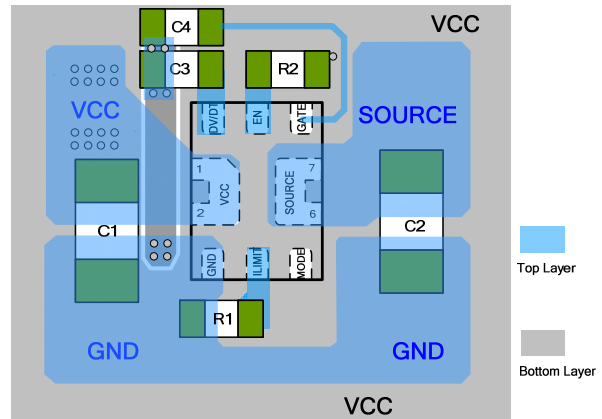 VCC
C4
C3
R2
VCC
SOURCE
DV/DT
EN
GATE
1
7
VCC
SOURCE
2
6
C1
C2
GND
ILIMIT
MODE
R1
GND
GND
VCC
Top Layer
Bottom Layer